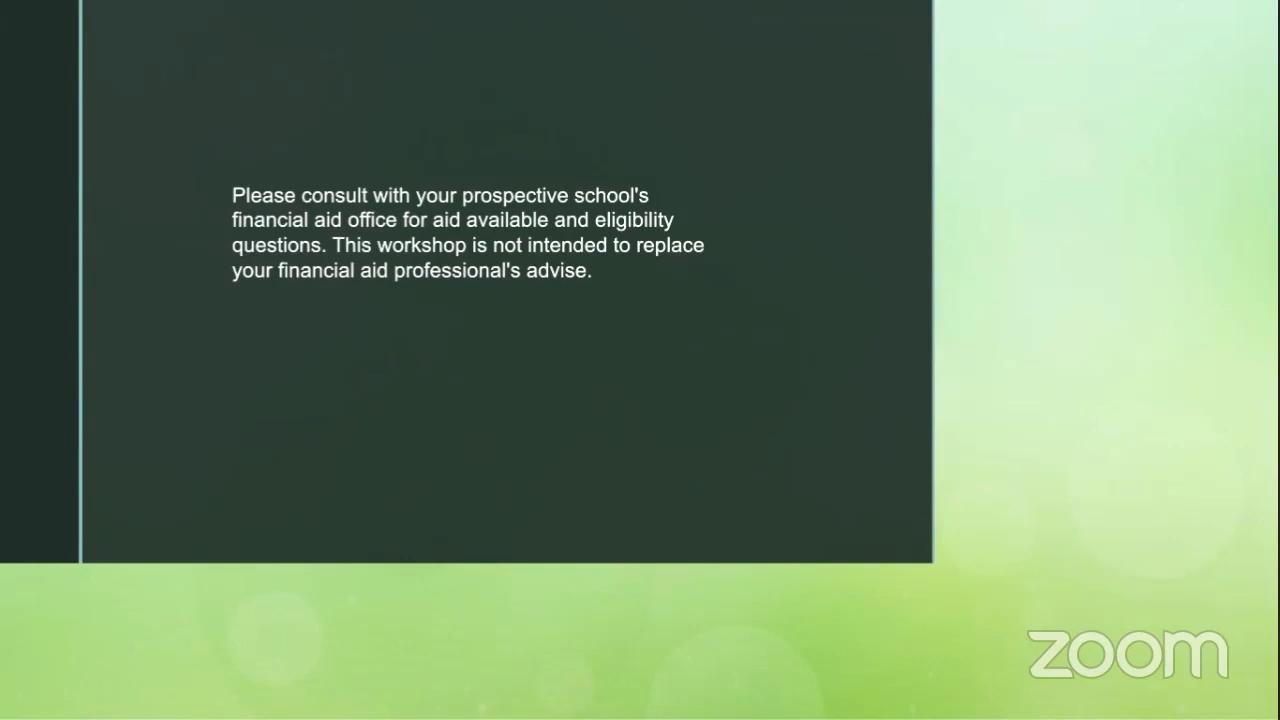 Please consult with your prospective school's
financial aid office for aid available and eligibility
questions. This workshop is not intended to replace
your financial aid professional's advise.
zoom